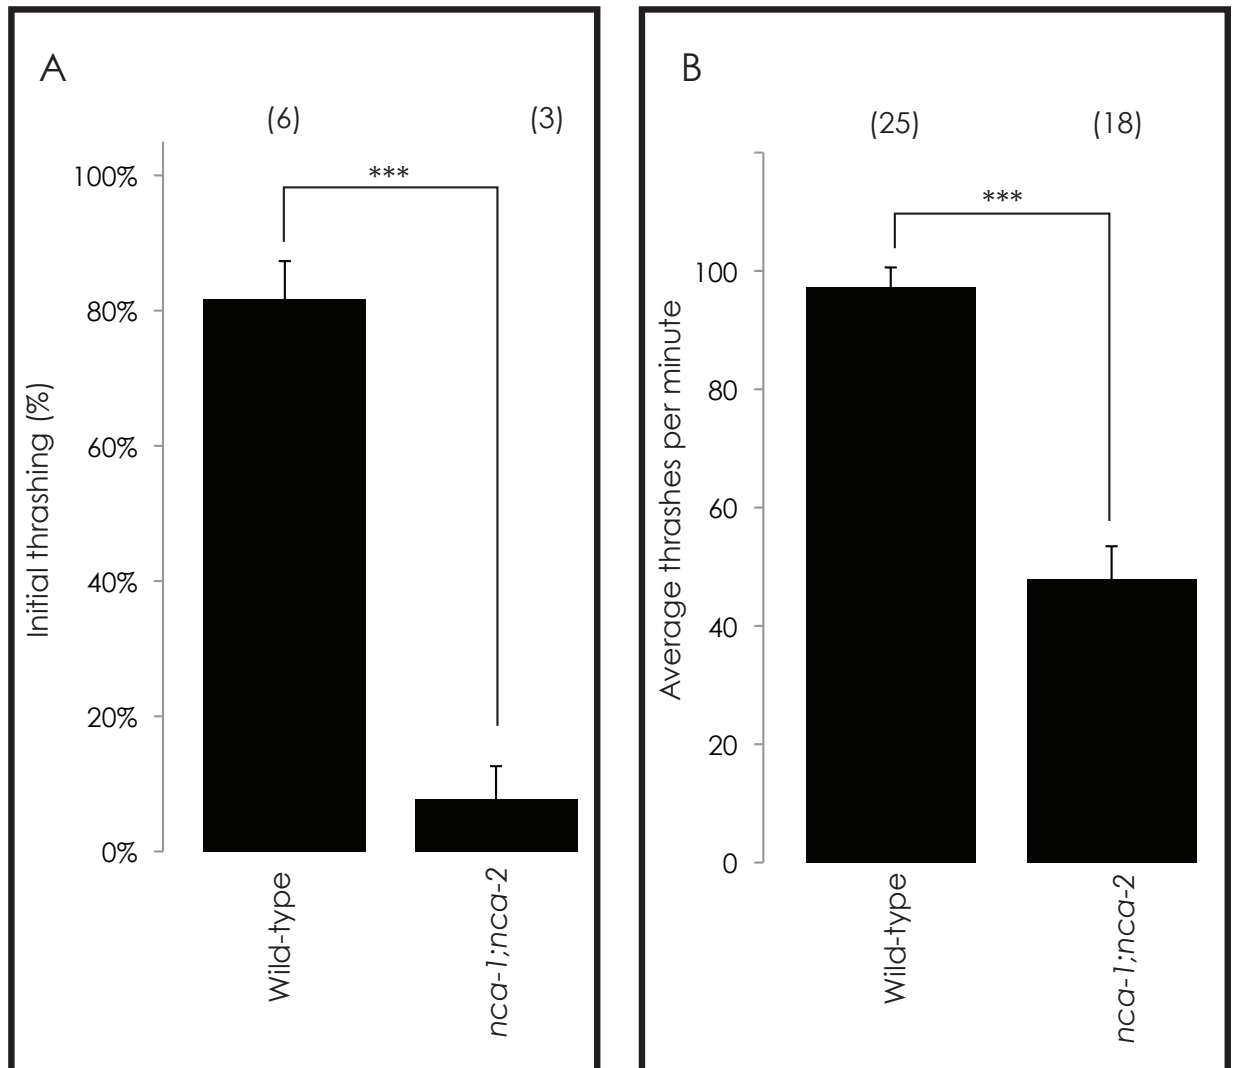 A
(6)
(3)
***
100%
80%
60%
40%
20%
0%
Initial thrashing (%)
Wild-type
nca-1;nca-2
B
(25)
(18)
***
100
80
60
40
20
0
Average thrashes per minute
Wild-type
nca-1;nca-2